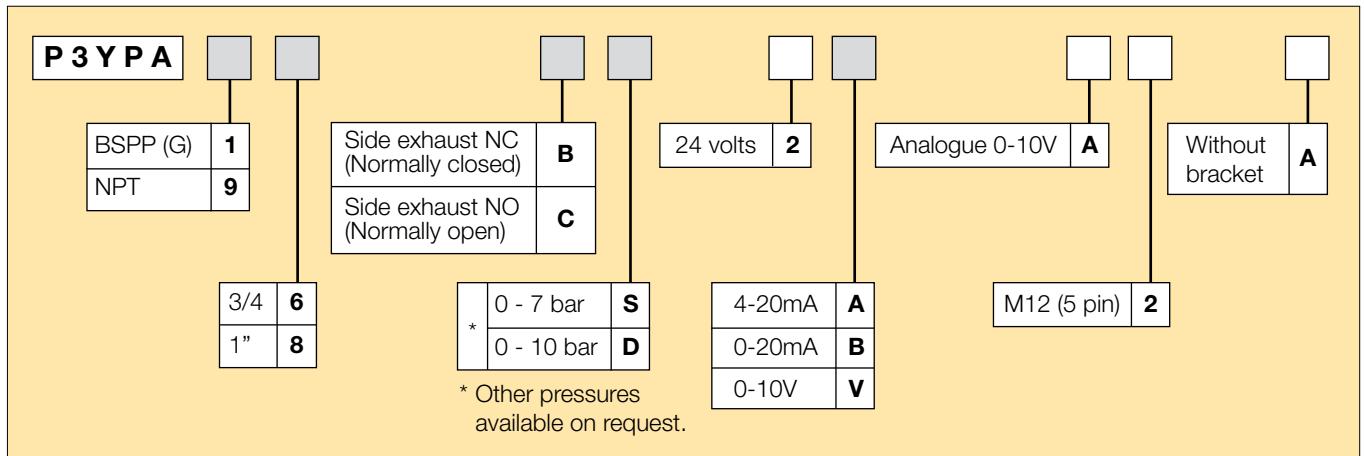 P3YPA
BSPP (G) 1
NPT 9
Side exhaust NC
(Normally closed) B
Side exhaust NO
(Normally open) C
24 volts 2
Analogue 0-10V A
Without
bracket A
3/4 6
1” 8
* 0 - 7 bar S
0 - 10 bar D
* Other pressures
available on request.
4-20mA A
0-20mA B
0-10V V
M12 (5 pin) 2